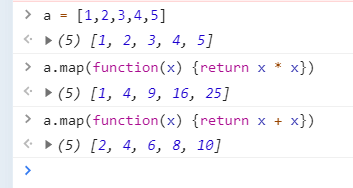 > a = [1,2,3,4,5]
< ▶ (5) [1, 2, 3, 4, 5]
> a.map(function(x) {return x * x})
< ▶ (5) [1, 4, 9, 16, 25]
> a.map(function(x) {return x + x})
< ▶ (5) [2, 4, 6, 8, 10]
>